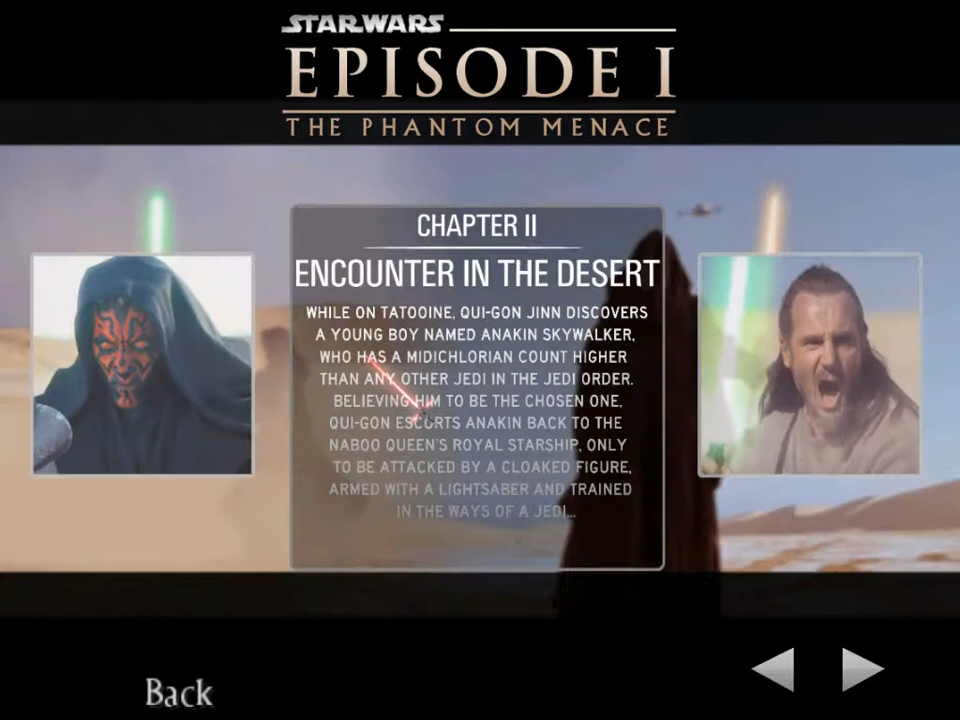 STAR WARS
EPISODE I
THE PHANTOM MENACE
CHAPTER II
ENCOUNTER IN THE DESERT
WHILE ON TATOOINE, QUI-GON JINN DISCOVERS
A YOUNG BOY NAMED ANAKIN SKYWALKER,
WHO HAS A MIDICHLORIAN COUNT HIGHER
THAN ANY OTHER JEDI IN THE JEDI ORDER.
BELIEVING HIM TO BE THE CHOSEN ONE,
QUI-GON ESCORTS ANAKIN BACK TO THE
NABOO QUEEN'S ROYAL STARSHIP, ONLY
TO BE ATTACKED BY A CLOAKED FIGURE,
ARMED WITH A LIGHTSABER AND TRAINED
IN THE WAYS OF A JEDI...
Back